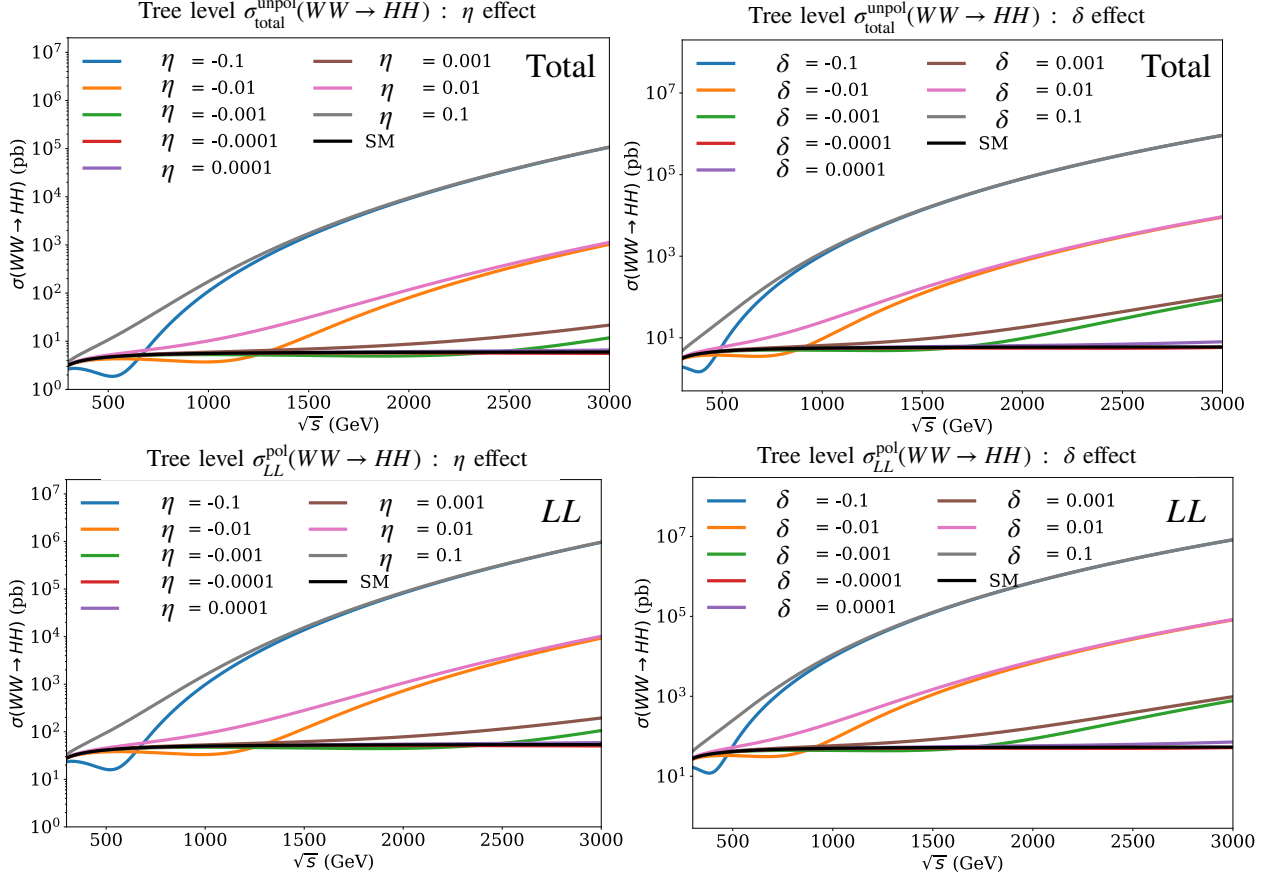 Tree level σ_total^unpol(WW → HH) : η effect
Total
η = -0.1
η = -0.01
η = -0.001
η = -0.0001
η = 0.0001
η = 0.001
η = 0.01
η = 0.1
SM
σ(WW → HH) (pb)
10^7
10^6
10^5
10^4
10^3
10^2
10^1
10^0
500 1000 1500 2000 2500 3000
√s (GeV)
Tree level σ_total^unpol(WW → HH) : δ effect
Total
δ = -0.1
δ = -0.01
δ = -0.001
δ = -0.0001
δ = 0.0001
δ = 0.001
δ = 0.01
δ = 0.1
SM
σ(WW → HH) (pb)
10^7
10^5
10^3
10^1
500 1000 1500 2000 2500 3000
√s (GeV)
Tree level σ_LL^pol(WW → HH) : η effect
LL
η = -0.1
η = -0.01
η = -0.001
η = -0.0001
η = 0.0001
η = 0.001
η = 0.01
η = 0.1
SM
σ(WW → HH) (pb)
10^7
10^6
10^5
10^4
10^3
10^2
10^1
10^0
500 1000 1500 2000 2500 3000
√s (GeV)
Tree level σ_LL^pol(WW → HH) : δ effect
LL
δ = -0.1
δ = -0.01
δ = -0.001
δ = -0.0001
δ = 0.0001
δ = 0.001
δ = 0.01
δ = 0.1
SM
σ(WW → HH) (pb)
10^7
10^5
10^3
10^1
500 1000 1500 2000 2500 3000
√s (GeV)